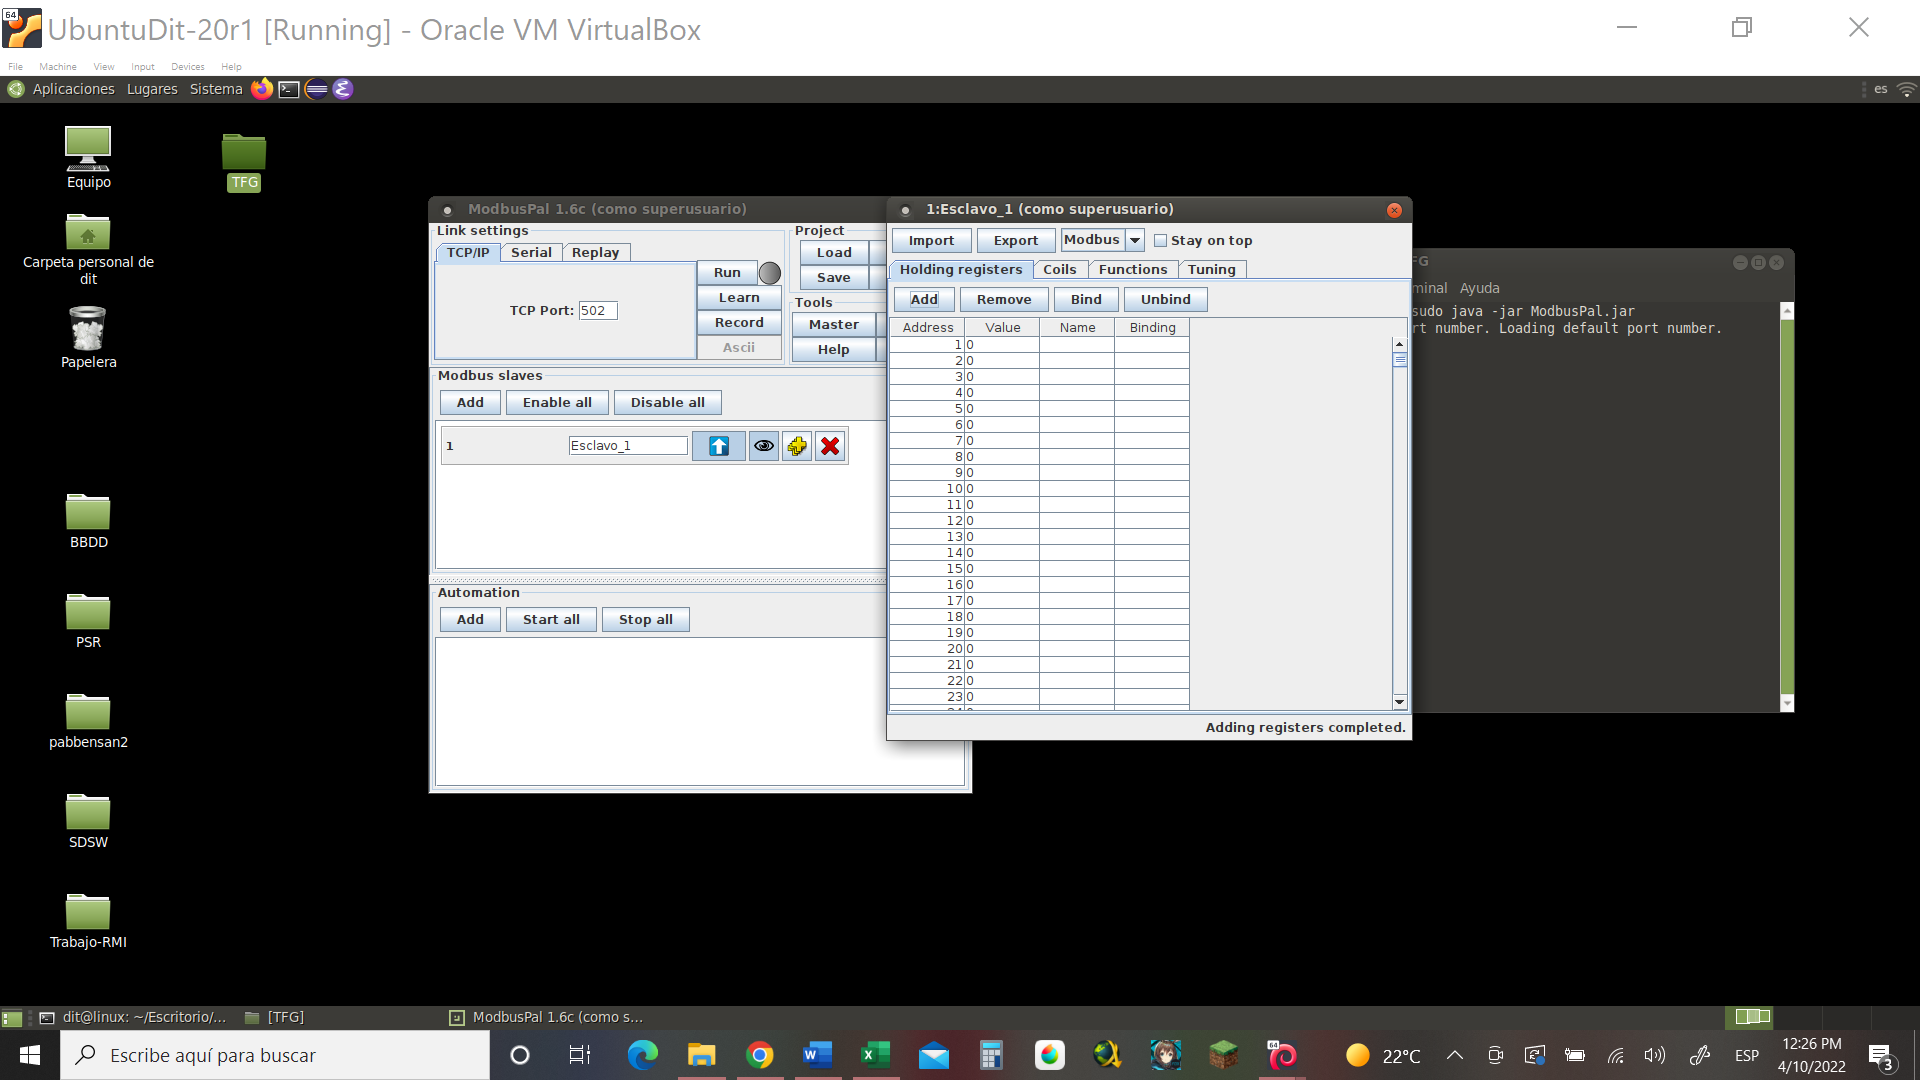 64
UbuntuDit-20r1 [Running] - Oracle VM VirtualBox
File Machine View Input Devices Help
Aplicaciones Lugares Sistema
es
Equipo
TFG
Carpeta personal de
dit
Papelera
BBDD
PSR
pabbensan2
SDSW
Trabajo-RMI
ModbusPal 1.6c (como superusuario)
Link settings
TCP/IP Serial Replay
TCP Port: 502
Run
Learn
Record
Ascii
Project
Load
Save
Tools
Master
Help
Modbus slaves
Add Enable all Disable all
1 Esclavo_1
Automation
Add Start all Stop all
1:Esclavo_1 (como superusuario)
Import Export Modbus Stay on top
Holding registers Coils Functions Tuning
Add Remove Bind Unbind
Address Value Name Binding
1 0
2 0
3 0
4 0
5 0
6 0
7 0
8 0
9 0
10 0
11 0
12 0
13 0
14 0
15 0
16 0
17 0
18 0
19 0
20 0
21 0
22 0
23 0
Adding registers completed.
FG
minal Ayuda
sudo java -jar ModbusPal.jar
rt number. Loading default port number.
dit@linux: ~/Escritorio/... [TFG] ModbusPal 1.6c (como s...
Escribe aquí para buscar
64
22°C
ESP
12:26 PM
4/10/2022
3